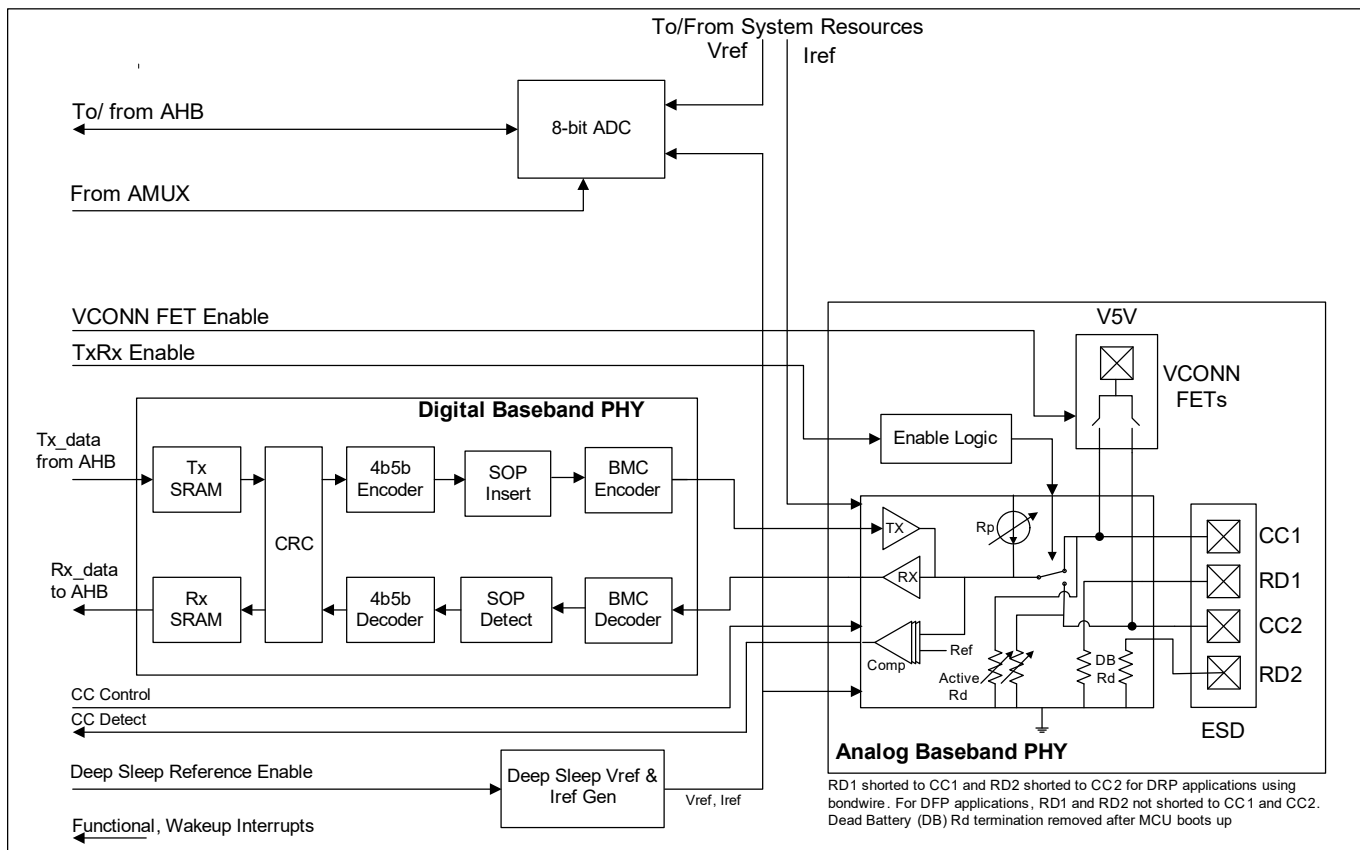 To/From System Resources
Vref
Iref
To/ from AHB
8-bit ADC
From AMUX
VCONN FET Enable
TxRx Enable
V5V
VCONN
FETs
Digital Baseband PHY
Enable Logic
Tx_data
from AHB
Tx
SRAM
CRC
4b5b
Encoder
SOP
Insert
BMC
Encoder
TX
Rp
CC1
Rx_data
to AHB
Rx
SRAM
4b5b
Decoder
SOP
Detect
BMC
Decoder
RX
RD1
CC2
Comp
Ref
Active
Rd
DB
Rd
RD2
CC Control
CC Detect
ESD
Analog Baseband PHY
Deep Sleep Reference Enable
Deep Sleep Vref &
Iref Gen
Vref, Iref
Functional, Wakeup Interrupts
RD1 shorted to CC1 and RD2 shorted to CC2 for DRP applications using
bondwire. For DFP applications, RD1 and RD2 not shorted to CC1 and CC2.
Dead Battery (DB) Rd termination removed after MCU boots up